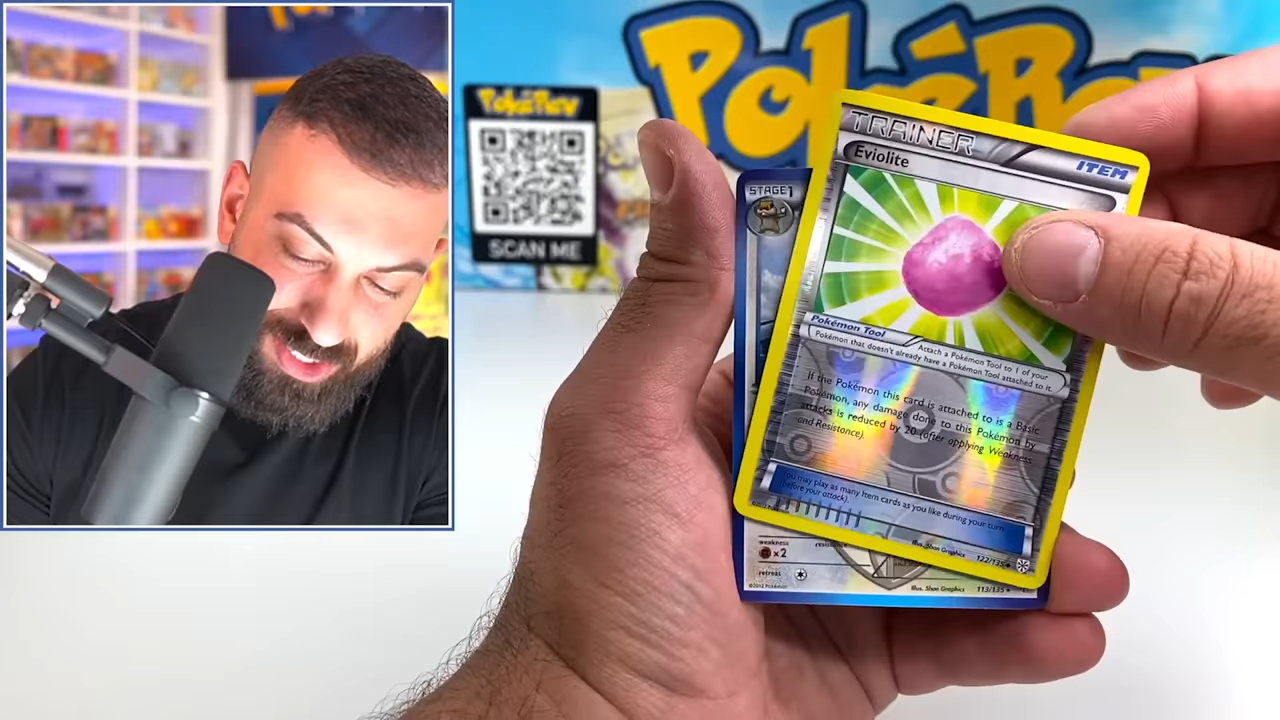 PokéRev
PokéRev
SCAN ME
STAGE 1
TRAINER
ITEM
Eviolite
Pokémon Tool
Attach a Pokémon Tool to 1 of your
Pokémon that doesn't already have a Pokémon Tool attached to it.
If the Pokémon this card is attached to is a Basic
Pokémon, any damage done to this Pokémon by
attacks is reduced by 20 (after applying Weakness
and Resistance).
You may play as many Item cards as you like during your turn
(before your attack).
Illus. 5ban Graphics
122/135
weakness
×2
retreat
©2012 Pokémon
Illus. 5ban Graphics
113/135